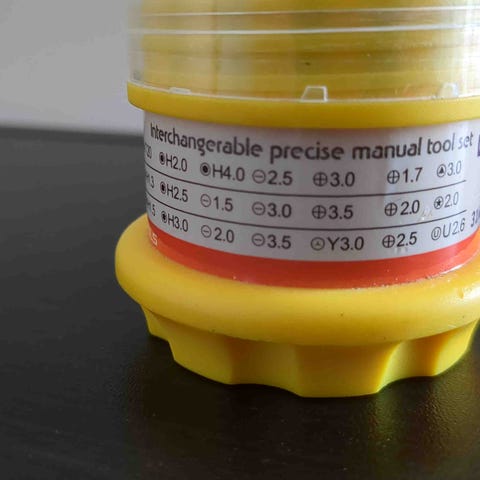 Interchangerable precise manual tool set
H2.0 H4.0 ⊖2.5 ⊕3.0 ⊕1.7 3.0
H2.5 ⊖1.5 ⊖3.0 ⊕3.5 ⊕2.0 2.0
H3.0 ⊖2.0 ⊖3.5 Y3.0 ⊕2.5 U2.6